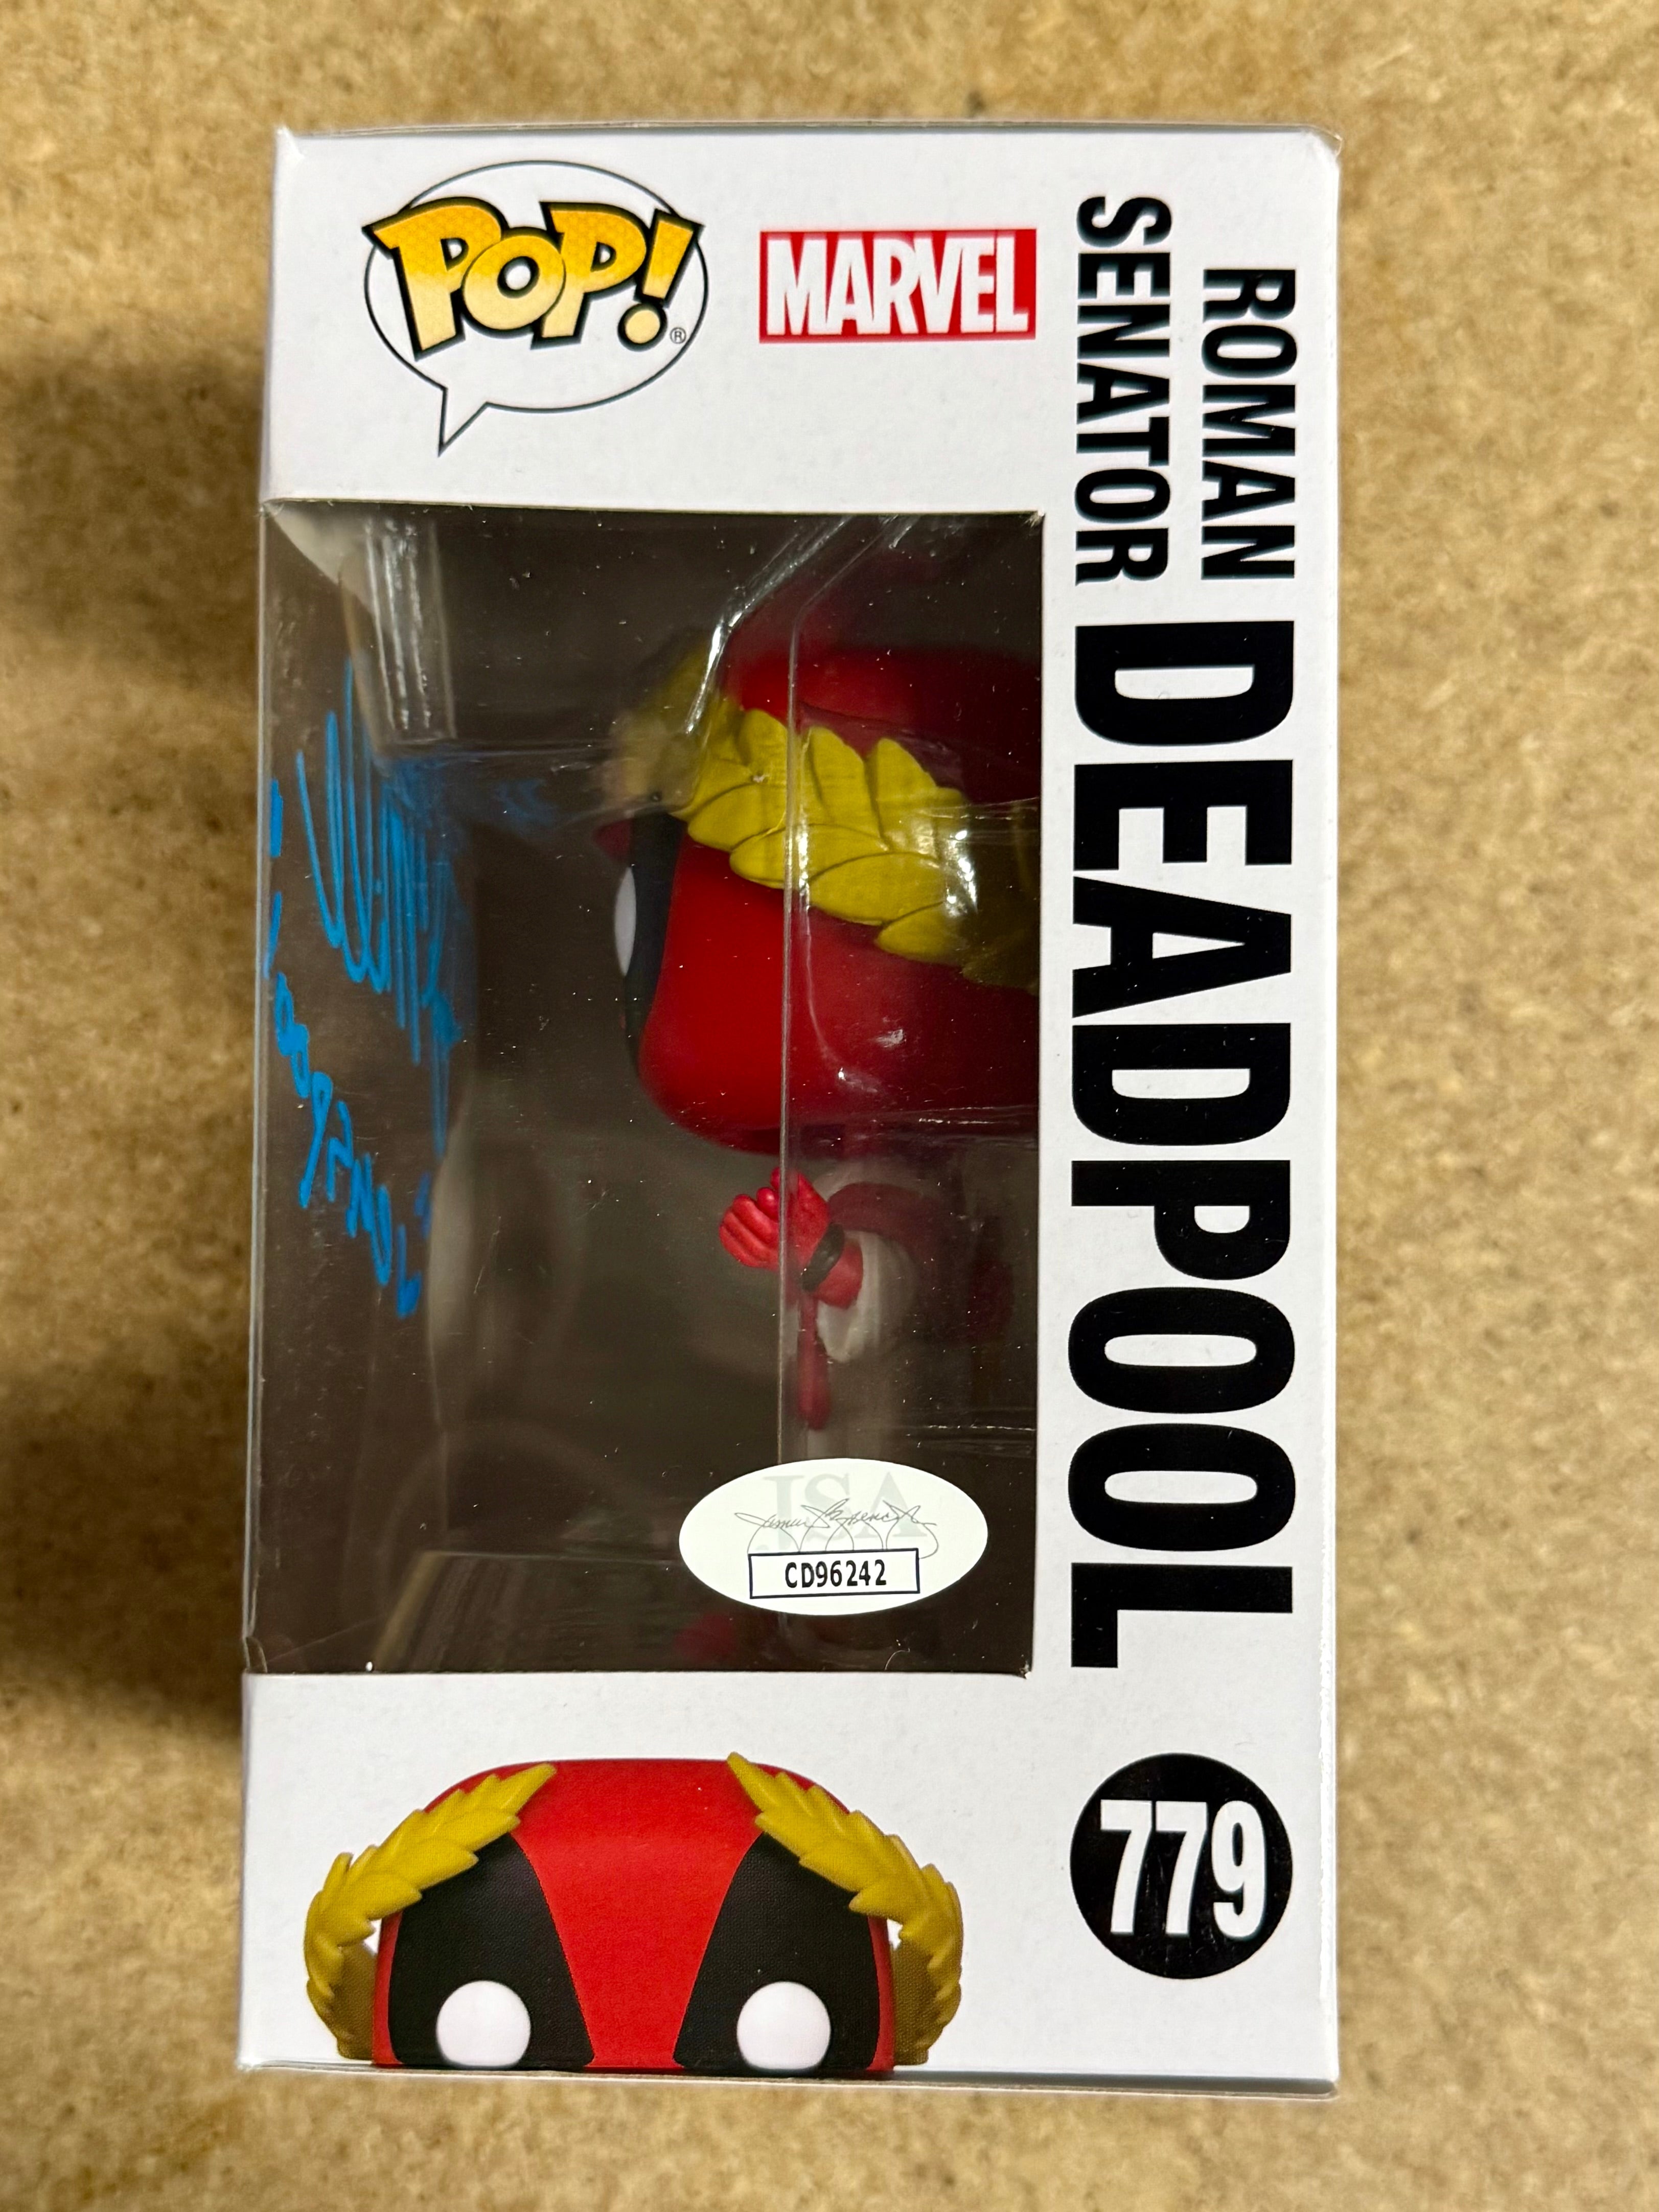 POP!®
MARVEL
ROMAN
SENATOR
DEADPOOL
JSA
CD96242
779